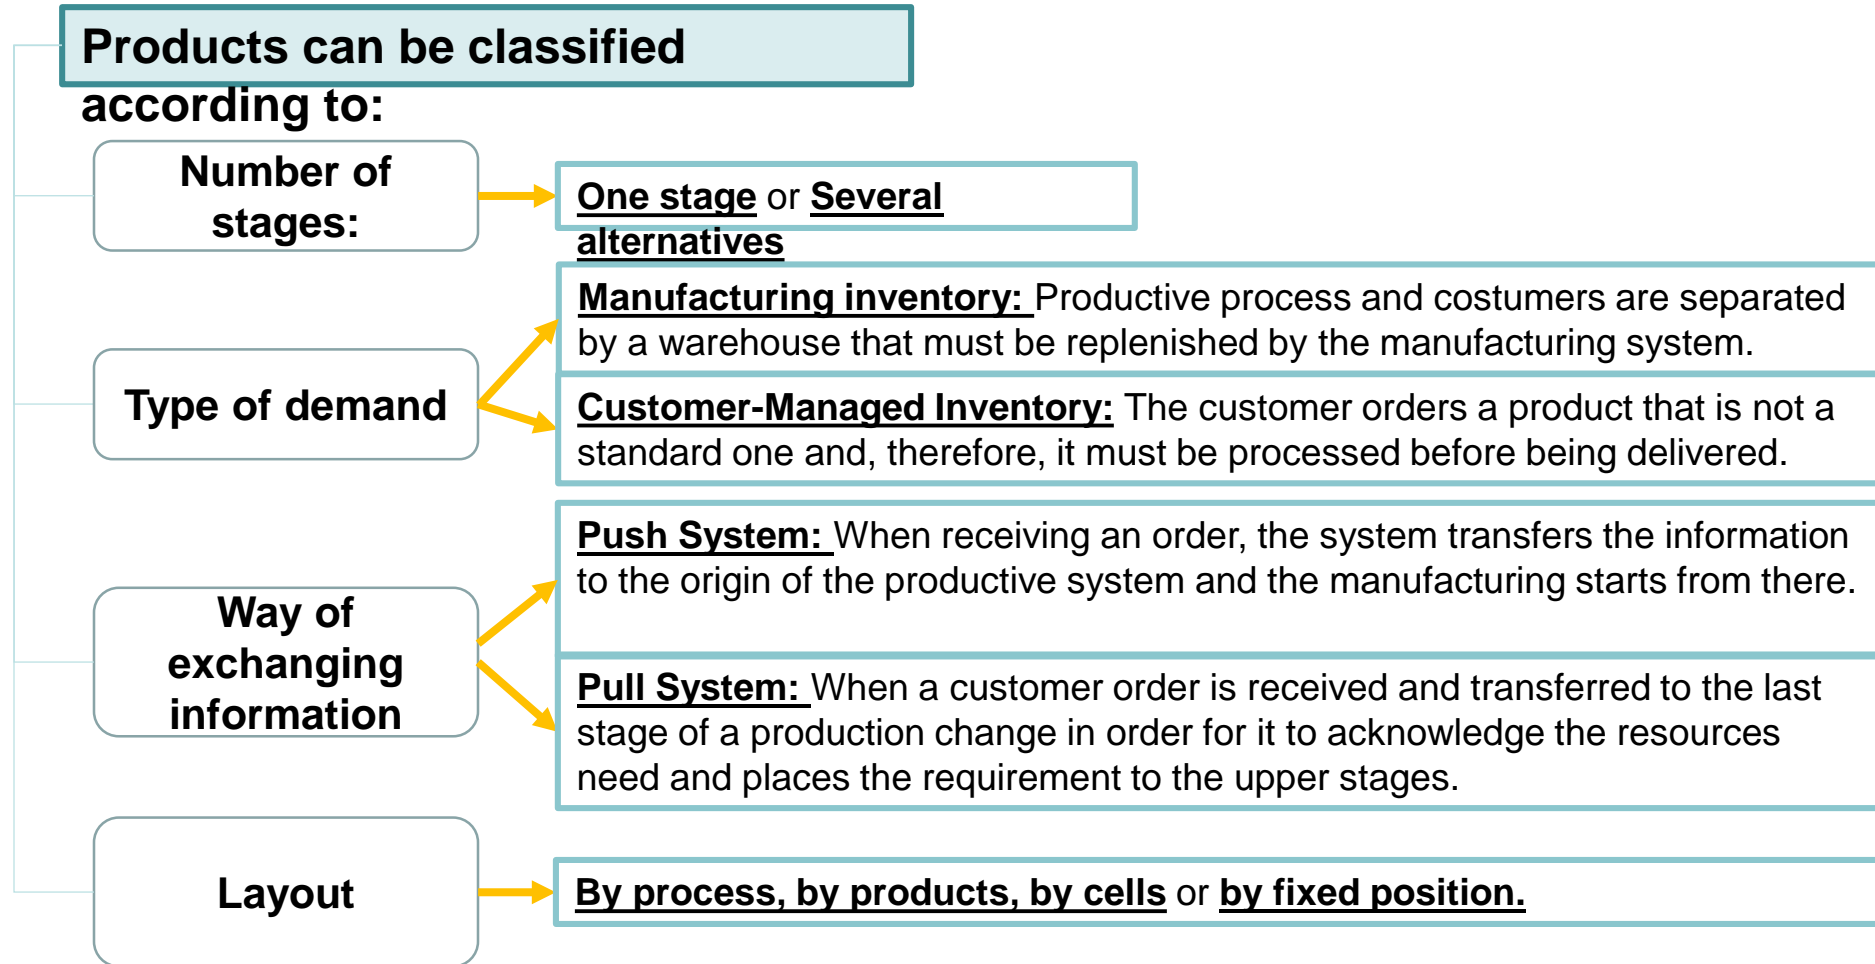 Products can be classified
according to:
Number of
stages:
One stage or Several
alternatives
Type of demand
Manufacturing inventory: Productive process and costumers are separated
by a warehouse that must be replenished by the manufacturing system.
Customer-Managed Inventory: The customer orders a product that is not a
standard one and, therefore, it must be processed before being delivered.
Way of
exchanging
information
Push System: When receiving an order, the system transfers the information
to the origin of the productive system and the manufacturing starts from there.
Pull System: When a customer order is received and transferred to the last
stage of a production change in order for it to acknowledge the resources
need and places the requirement to the upper stages.
Layout
By process, by products, by cells or by fixed position.